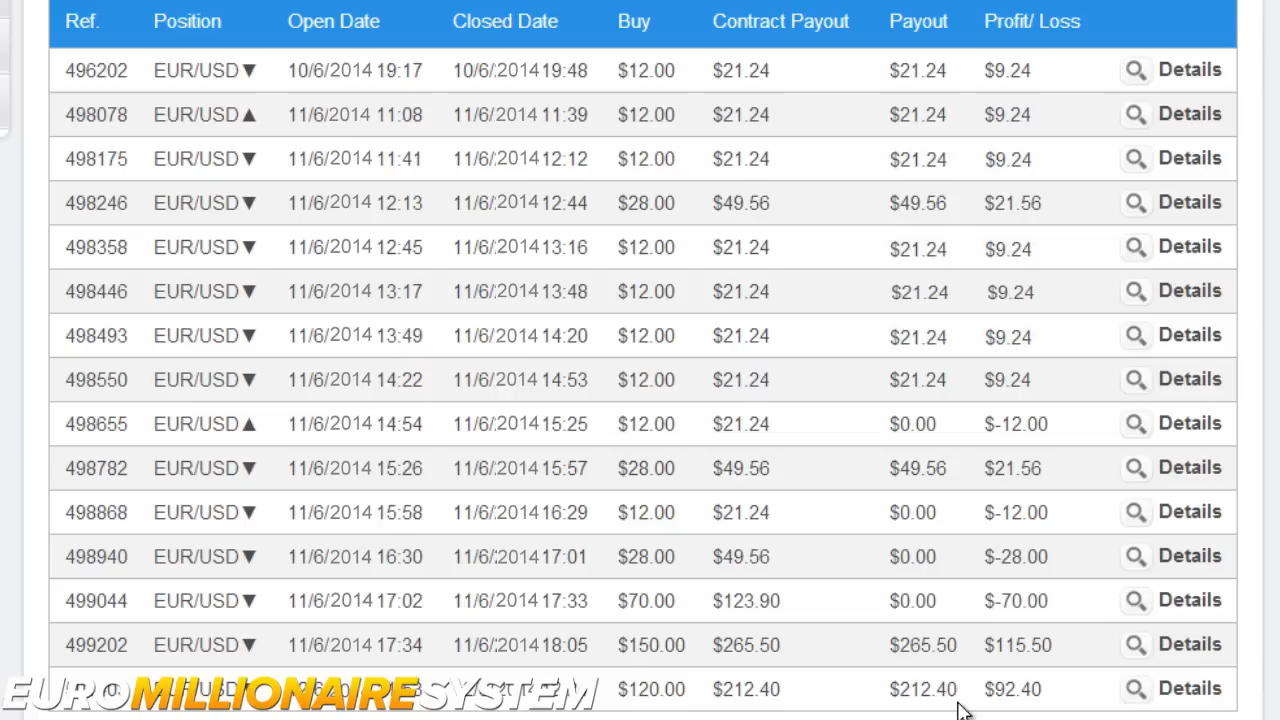 Ref. Position Open Date Closed Date Buy Contract Payout Payout Profit/ Loss
496202 EUR/USD▼ 10/6/2014 19:17 10/6/2014 19:48 $12.00 $21.24 $21.24 $9.24 Details
498078 EUR/USD▲ 11/6/2014 11:08 11/6/2014 11:39 $12.00 $21.24 $21.24 $9.24 Details
498175 EUR/USD▼ 11/6/2014 11:41 11/6/2014 12:12 $12.00 $21.24 $21.24 $9.24 Details
498246 EUR/USD▼ 11/6/2014 12:13 11/6/2014 12:44 $28.00 $49.56 $49.56 $21.56 Details
498358 EUR/USD▼ 11/6/2014 12:45 11/6/2014 13:16 $12.00 $21.24 $21.24 $9.24 Details
498446 EUR/USD▼ 11/6/2014 13:17 11/6/2014 13:48 $12.00 $21.24 $21.24 $9.24 Details
498493 EUR/USD▼ 11/6/2014 13:49 11/6/2014 14:20 $12.00 $21.24 $21.24 $9.24 Details
498550 EUR/USD▼ 11/6/2014 14:22 11/6/2014 14:53 $12.00 $21.24 $21.24 $9.24 Details
498655 EUR/USD▲ 11/6/2014 14:54 11/6/2014 15:25 $12.00 $21.24 $0.00 $-12.00 Details
498782 EUR/USD▼ 11/6/2014 15:26 11/6/2014 15:57 $28.00 $49.56 $49.56 $21.56 Details
498868 EUR/USD▼ 11/6/2014 15:58 11/6/2014 16:29 $12.00 $21.24 $0.00 $-12.00 Details
498940 EUR/USD▼ 11/6/2014 16:30 11/6/2014 17:01 $28.00 $49.56 $0.00 $-28.00 Details
499044 EUR/USD▼ 11/6/2014 17:02 11/6/2014 17:33 $70.00 $123.90 $0.00 $-70.00 Details
499202 EUR/USD▼ 11/6/2014 17:34 11/6/2014 18:05 $150.00 $265.50 $265.50 $115.50 Details
$120.00 $212.40 $212.40 $92.40 Details
EUROMILLIONAIRESYSTEM